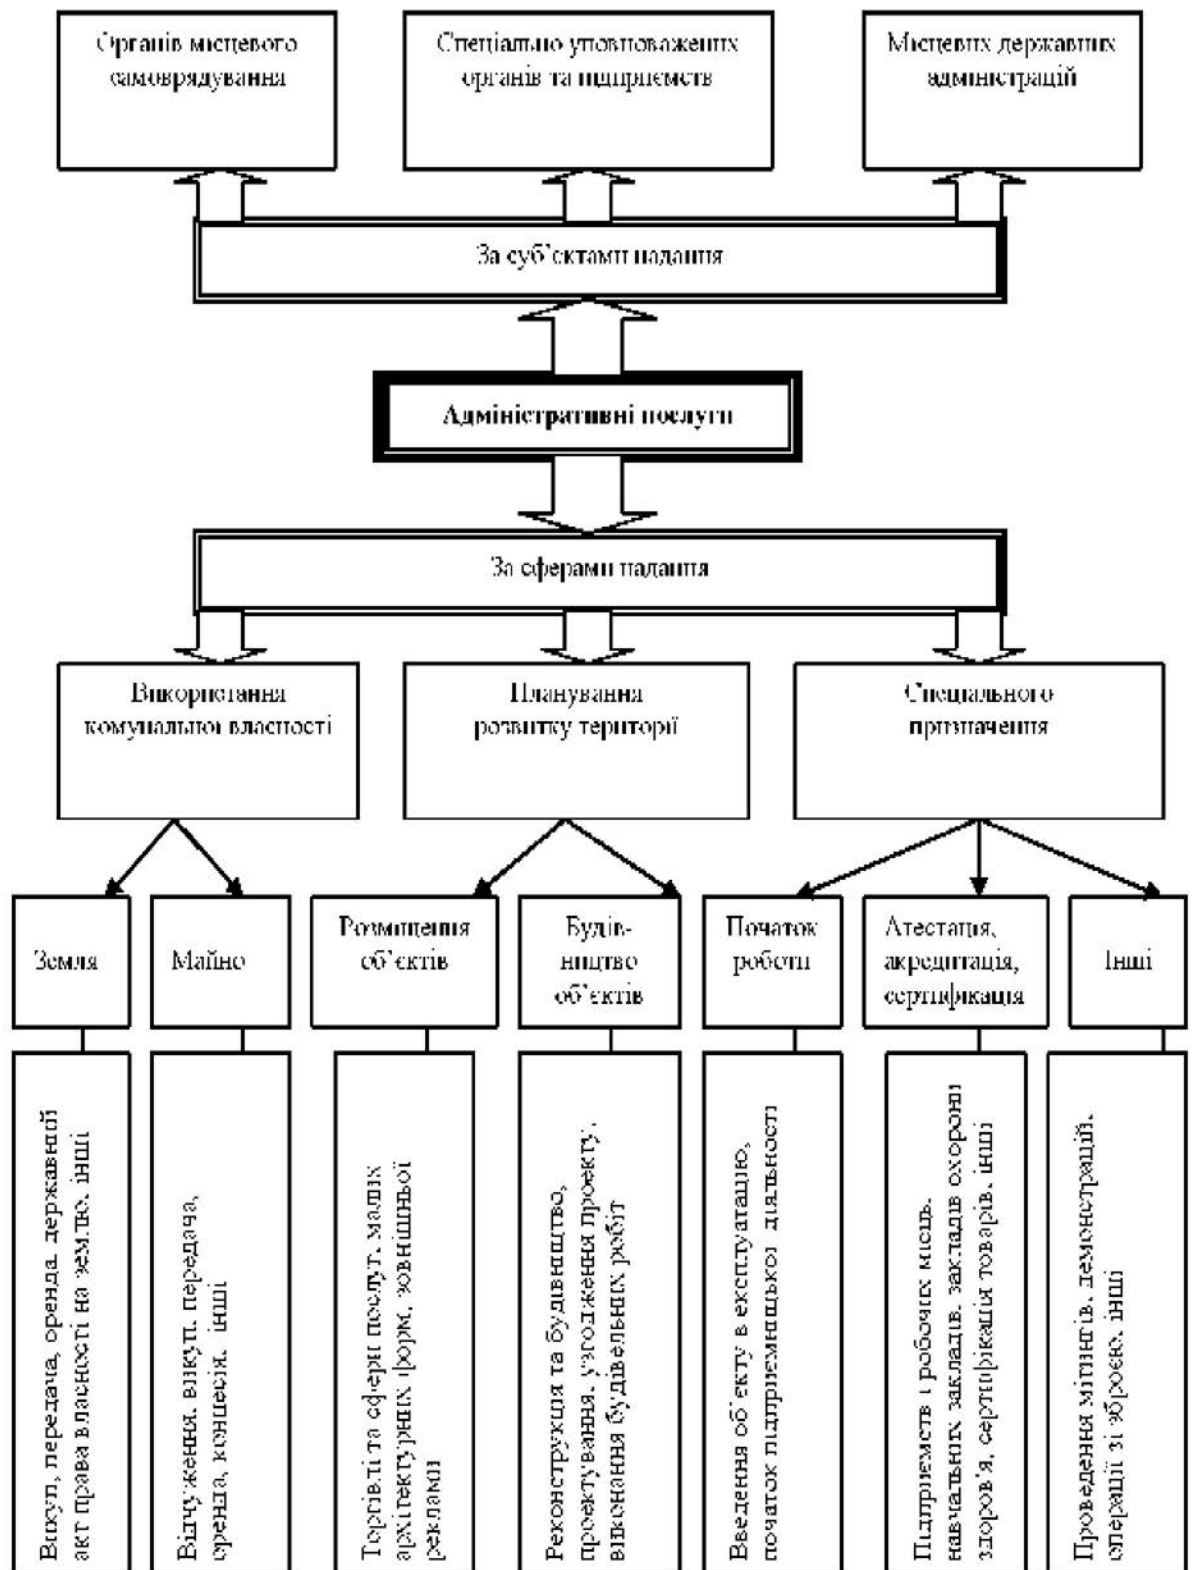 Органів місцевого
самоврядування
Спеціально уповноважених
органів та підприємств
Місцевих державних
адміністрацій
За суб’єктами надання
Адміністративні послуги
За сферами надання
Використання
комунальної власності
Планування
розвитку території
Спеціального
призначення
Земля
Майно
Розміщення
об’єктів
Будів-
ництво
об’єктів
Початок
роботи
Атестація,
акредитація,
сертифікація
Інші
Викуп, передача, оренда, державний
акт права власності на землю, інші
Відчуження, викуп, передача,
оренда, концесія, інші
Торгівлі та сфери послуг, малих
архітектурних форм, зовнішньої
реклами
Реконструкція та будівництво,
проектування, узгодження проекту,
виконання будівельних робіт
Введення об’єкту в експлуатацію,
початок підприємницької діяльності
Підприємств і робочих місць,
навчальних закладів, закладів охорони
здоров’я, сертифікація товарів, інші
Проведення мітингів, демонстрацій,
операції зі зброєю, інші